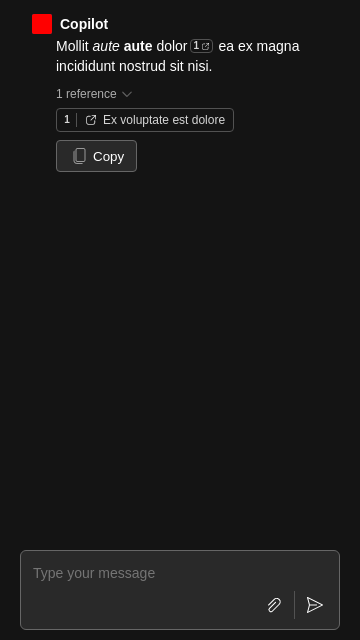 Copilot
Mollit aute aute dolor 1 ea ex magna
incididunt nostrud sit nisi.
1 reference
1 Ex voluptate est dolore
Copy
Type your message